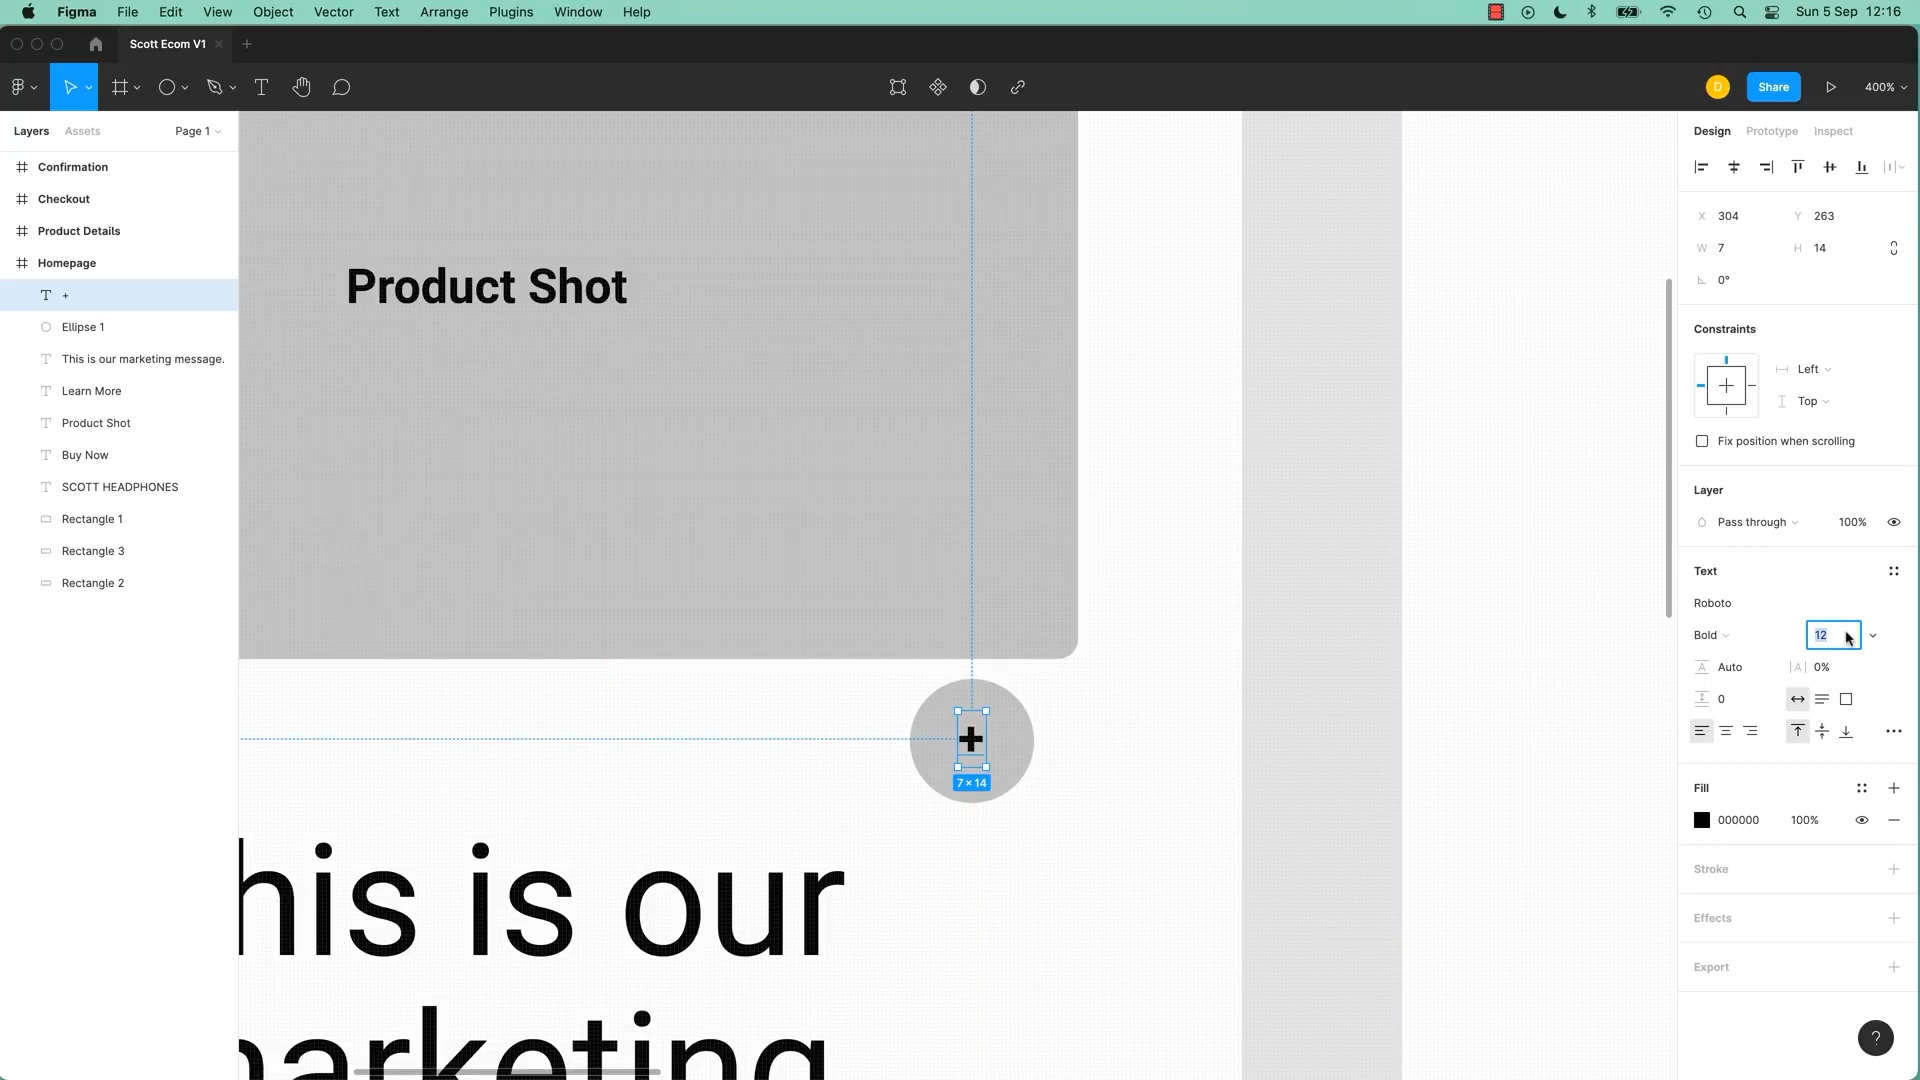 Figma File Edit View Object Vector Text Arrange Plugins Window Help Sun 5 Sep 12:16
Scott Ecom V1
D Share 400%
Layers Assets Page 1
Confirmation
Checkout
Product Details
Homepage
+
Ellipse 1
This is our marketing message.
Learn More
Product Shot
Buy Now
SCOTT HEADPHONES
Rectangle 1
Rectangle 3
Rectangle 2
Product Shot
+
7 × 14
his is our
marketing
Design Prototype Inspect
X 304 Y 263
W 7 H 14
0°
Constraints
Left
Top
Fix position when scrolling
Layer
Pass through 100%
Text
Roboto
Bold 12
Auto 0%
0
Fill
000000 100%
Stroke
Effects
Export
?